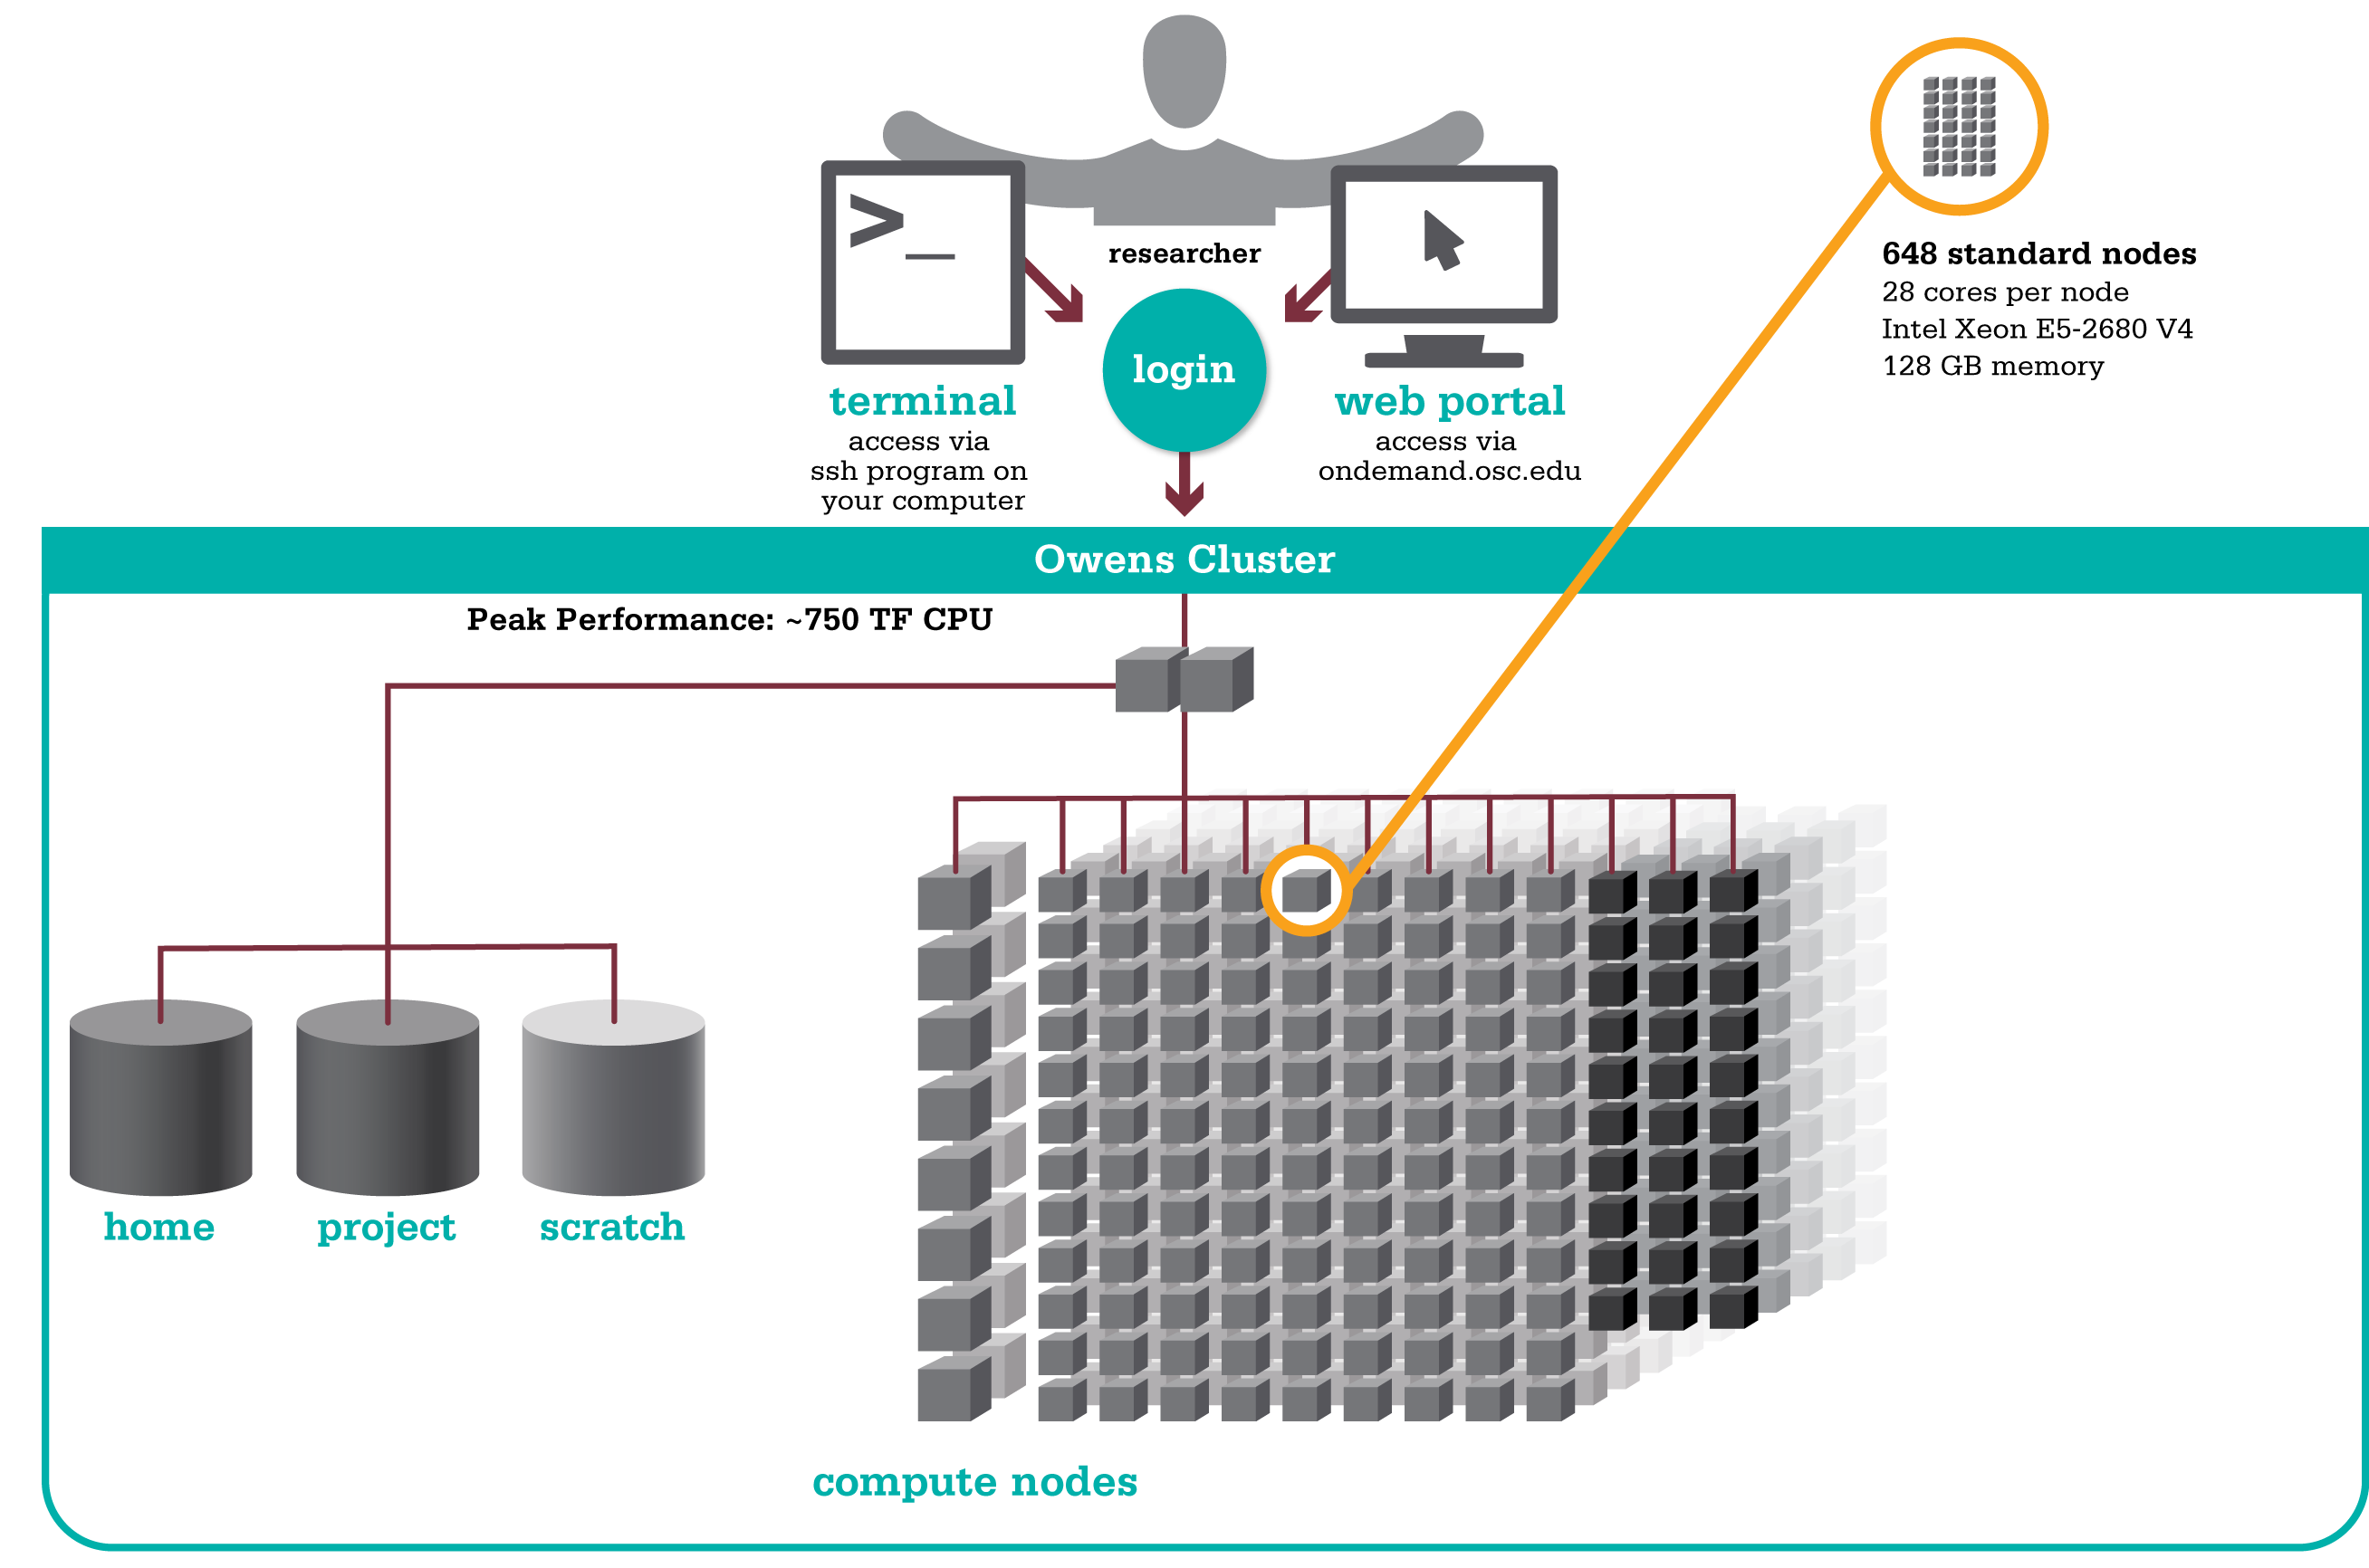 >_
researcher
login
terminal
access via
ssh program on
your computer
web portal
access via
ondemand.osc.edu
648 standard nodes
28 cores per node
Intel Xeon E5-2680 V4
128 GB memory
Owens Cluster
Peak Performance: ~750 TF CPU
home
project
scratch
compute nodes